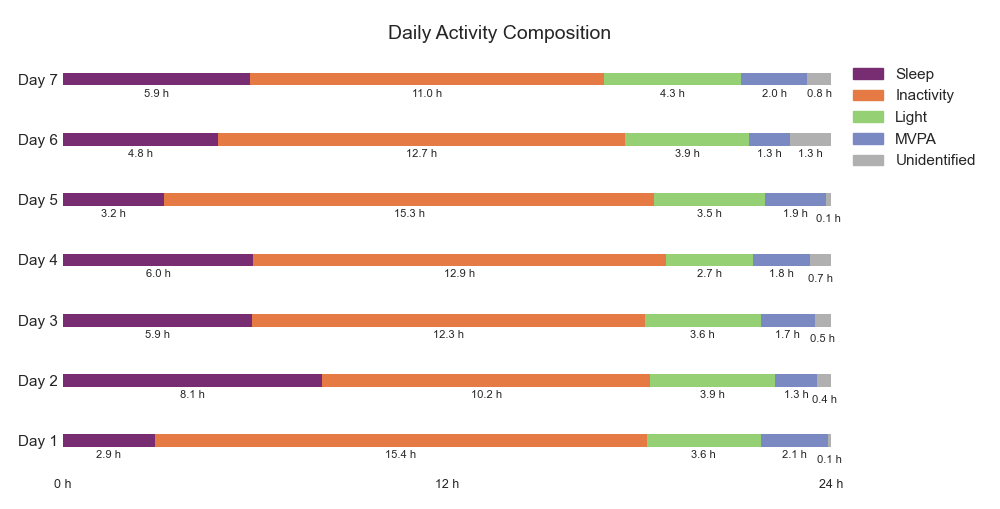 Daily Activity Composition
Day 7
5.9 h 11.0 h 4.3 h 2.0 h 0.8 h
Day 6
4.8 h 12.7 h 3.9 h 1.3 h 1.3 h
Day 5
3.2 h 15.3 h 3.5 h 1.9 h 0.1 h
Day 4
6.0 h 12.9 h 2.7 h 1.8 h 0.7 h
Day 3
5.9 h 12.3 h 3.6 h 1.7 h 0.5 h
Day 2
8.1 h 10.2 h 3.9 h 1.3 h 0.4 h
Day 1
2.9 h 15.4 h 3.6 h 2.1 h 0.1 h
0 h 12 h 24 h
Sleep
Inactivity
Light
MVPA
Unidentified